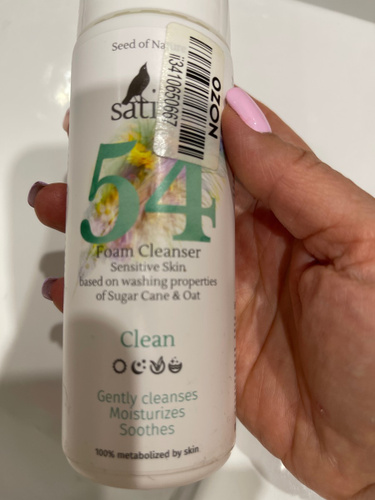 Seed of Na
sati
ii3410650667
OZON
54
Foam Cleanser
Sensitive Skin
based on washing properties
of Sugar Cane & Oat
Clean
Gently cleanses
Moisturizes
Soothes
100% metabolized by skin